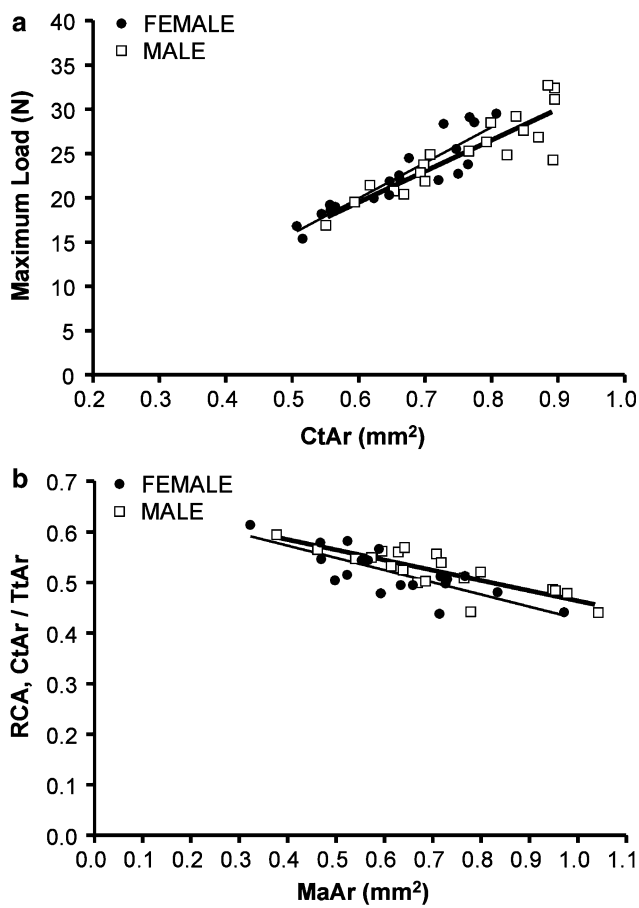 a
FEMALE
MALE
Maximum Load (N)
40
35
30
25
20
15
10
5
0
0.2 0.3 0.4 0.5 0.6 0.7 0.8 0.9 1.0
CtAr (mm²)
b
FEMALE
MALE
RCA, CtAr / TtAr
0.7
0.6
0.5
0.4
0.3
0.2
0.1
0.0
0.0 0.1 0.2 0.3 0.4 0.5 0.6 0.7 0.8 0.9 1.0 1.1
MaAr (mm²)